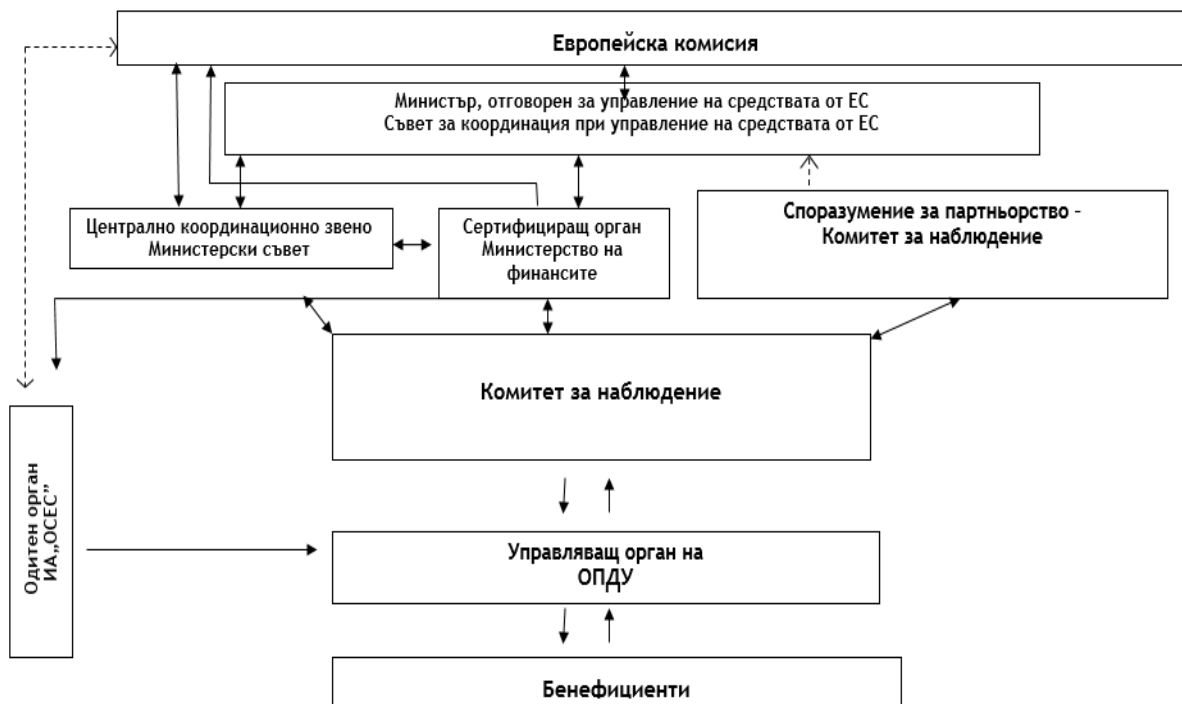 Европейска комисия
Министър, отговорен за управление на средствата от ЕС
Съвет за координация при управление на средствата от ЕС
Централно координационно звено
Министерски съвет
Сертифициращ орган
Министерство на
финансите
Споразумение за партньорство -
Комитет за наблюдение
Комитет за наблюдение
Одитен орган
ИА„ОСЕС”
Управляващ орган на
ОПДУ
Бенефициенти